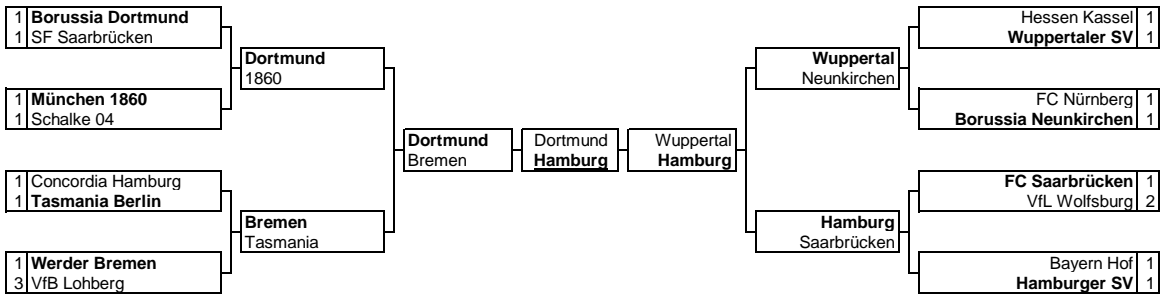 1 Borussia Dortmund
1 SF Saarbrücken
Dortmund
1860
1 München 1860
1 Schalke 04
Dortmund
Bremen
1 Concordia Hamburg
1 Tasmania Berlin
Bremen
Tasmania
1 Werder Bremen
3 VfB Lohberg
Dortmund
Hamburg
Wuppertal
Hamburg
Hessen Kassel 1
Wuppertaler SV 1
Wuppertal
Neunkirchen
FC Nürnberg 1
Borussia Neunkirchen 1
FC Saarbrücken 1
VfL Wolfsburg 2
Hamburg
Saarbrücken
Bayern Hof 1
Hamburger SV 1